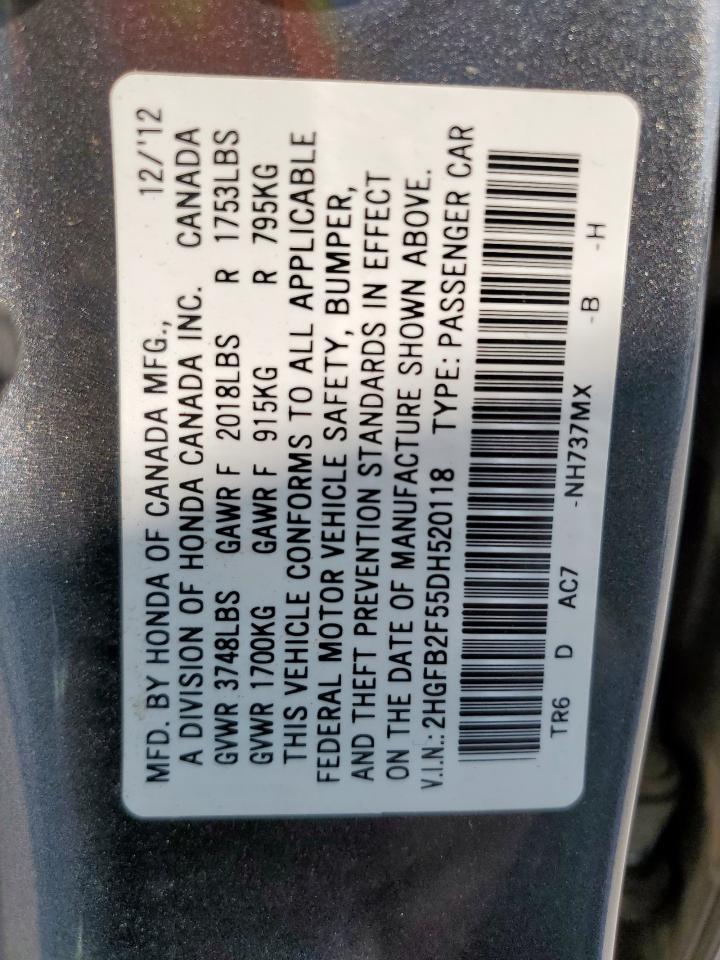 MFD. BY HONDA OF CANADA MFG., 12/'12
A DIVISION OF HONDA CANADA INC. CANADA
GVWR 3748LBS GAWR F 2018LBS R 1753LBS
GVWR 1700KG GAWR F 915KG R 795KG
THIS VEHICLE CONFORMS TO ALL APPLICABLE
FEDERAL MOTOR VEHICLE SAFETY, BUMPER,
AND THEFT PREVENTION STANDARDS IN EFFECT
ON THE DATE OF MANUFACTURE SHOWN ABOVE.
V.I.N.: 2HGFB2F55DH520118 TYPE: PASSENGER CAR
TR6 D AC7 -NH737MX -B -H